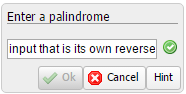 Enter a palindrome
input that is its own reverse
Ok Cancel Hint